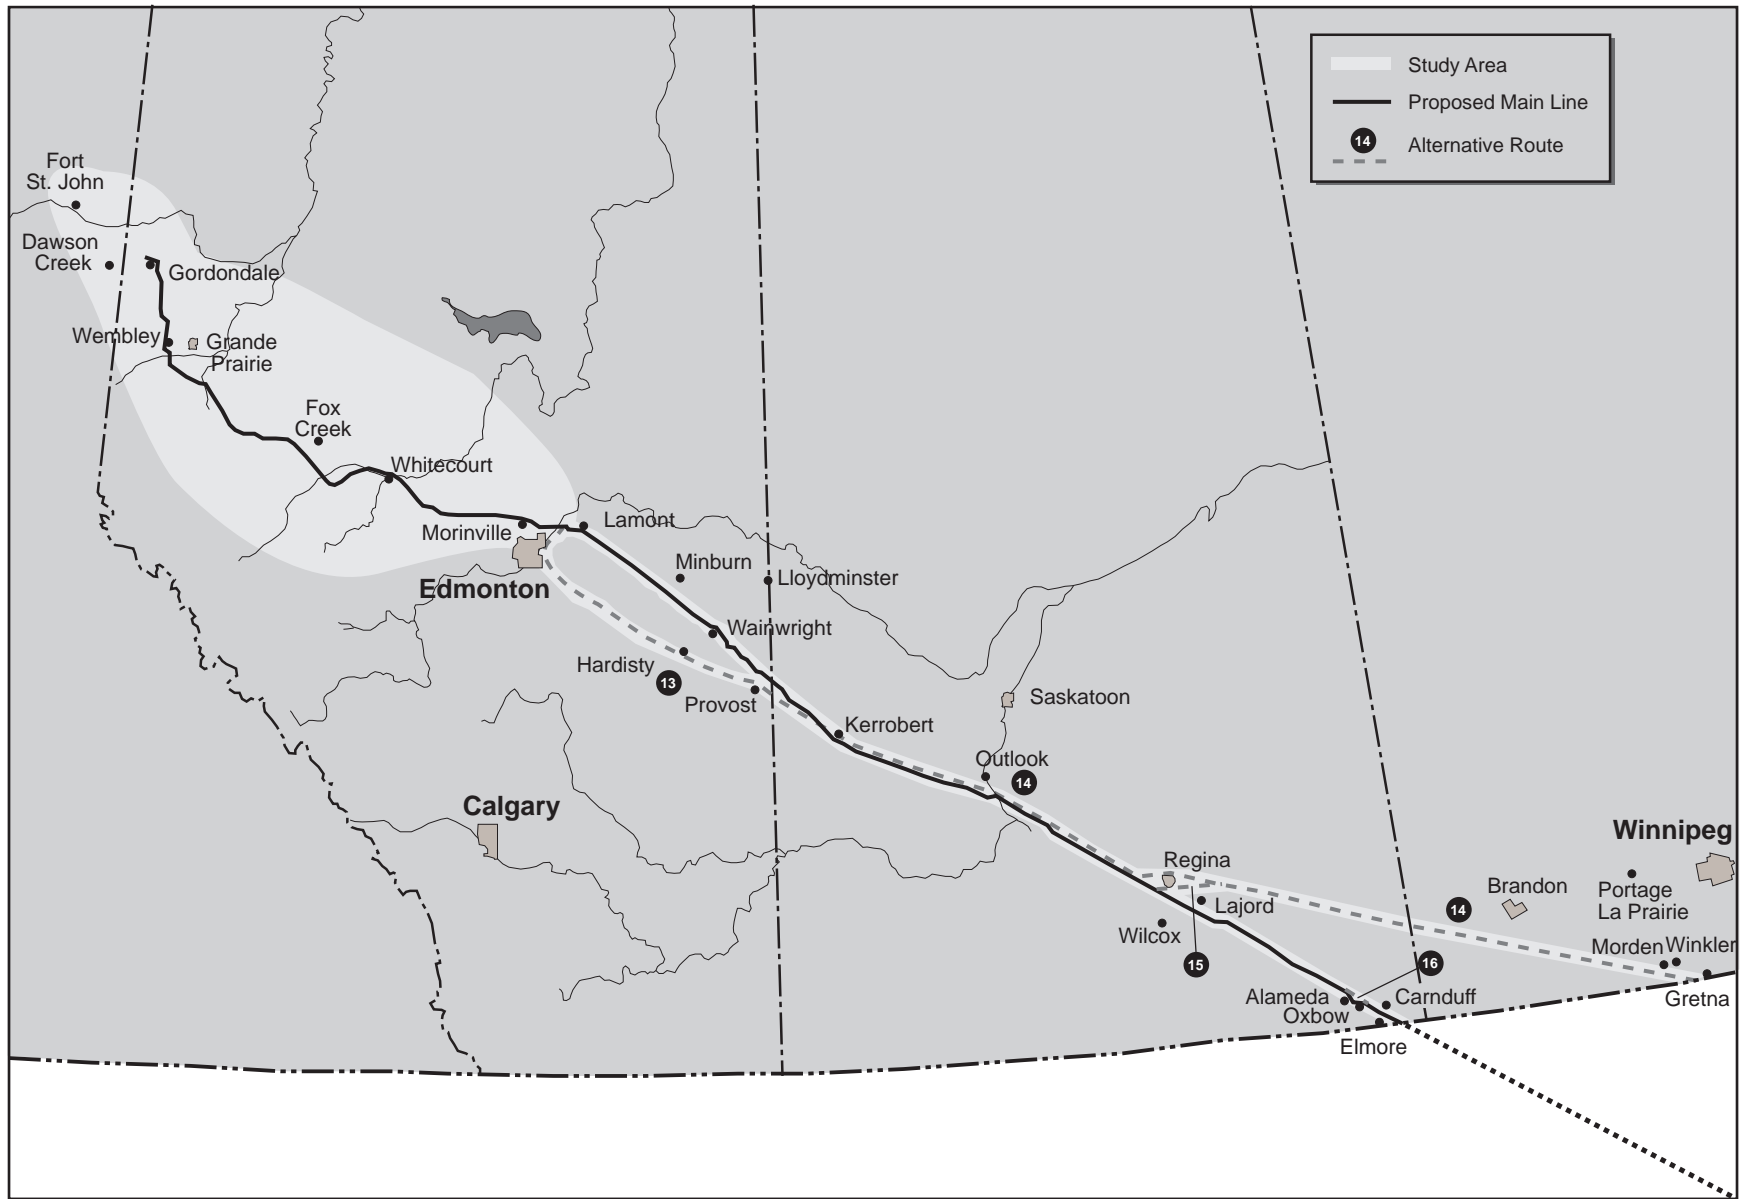 Study Area
Proposed Main Line
14
Alternative Route
Fort
St. John
Dawson
Creek
Gordondale
Wembley
Grande
Prairie
Fox
Creek
Whitecourt
Morinville
Lamont
Edmonton
Minburn
Lloydminster
Wainwright
Hardisty
13
Provost
Saskatoon
Kerrobert
Outlook
14
Calgary
Winnipeg
Regina
Brandon
Portage
La Prairie
Lajord
14
Wilcox
Morden
Winkler
15
16
Alameda
Carnduff
Oxbow
Gretna
Elmore